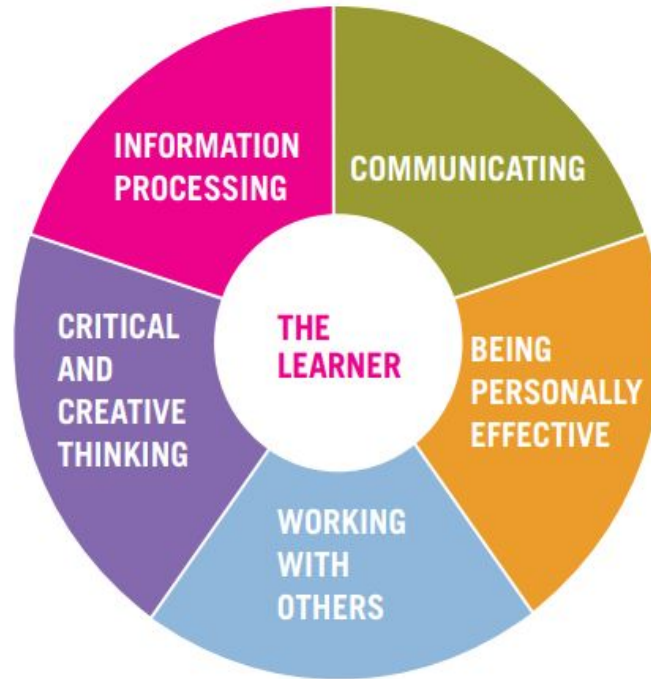 INFORMATION
PROCESSING
COMMUNICATING
CRITICAL
AND
CREATIVE
THINKING
THE
LEARNER
BEING
PERSONALLY
EFFECTIVE
WORKING
WITH
OTHERS